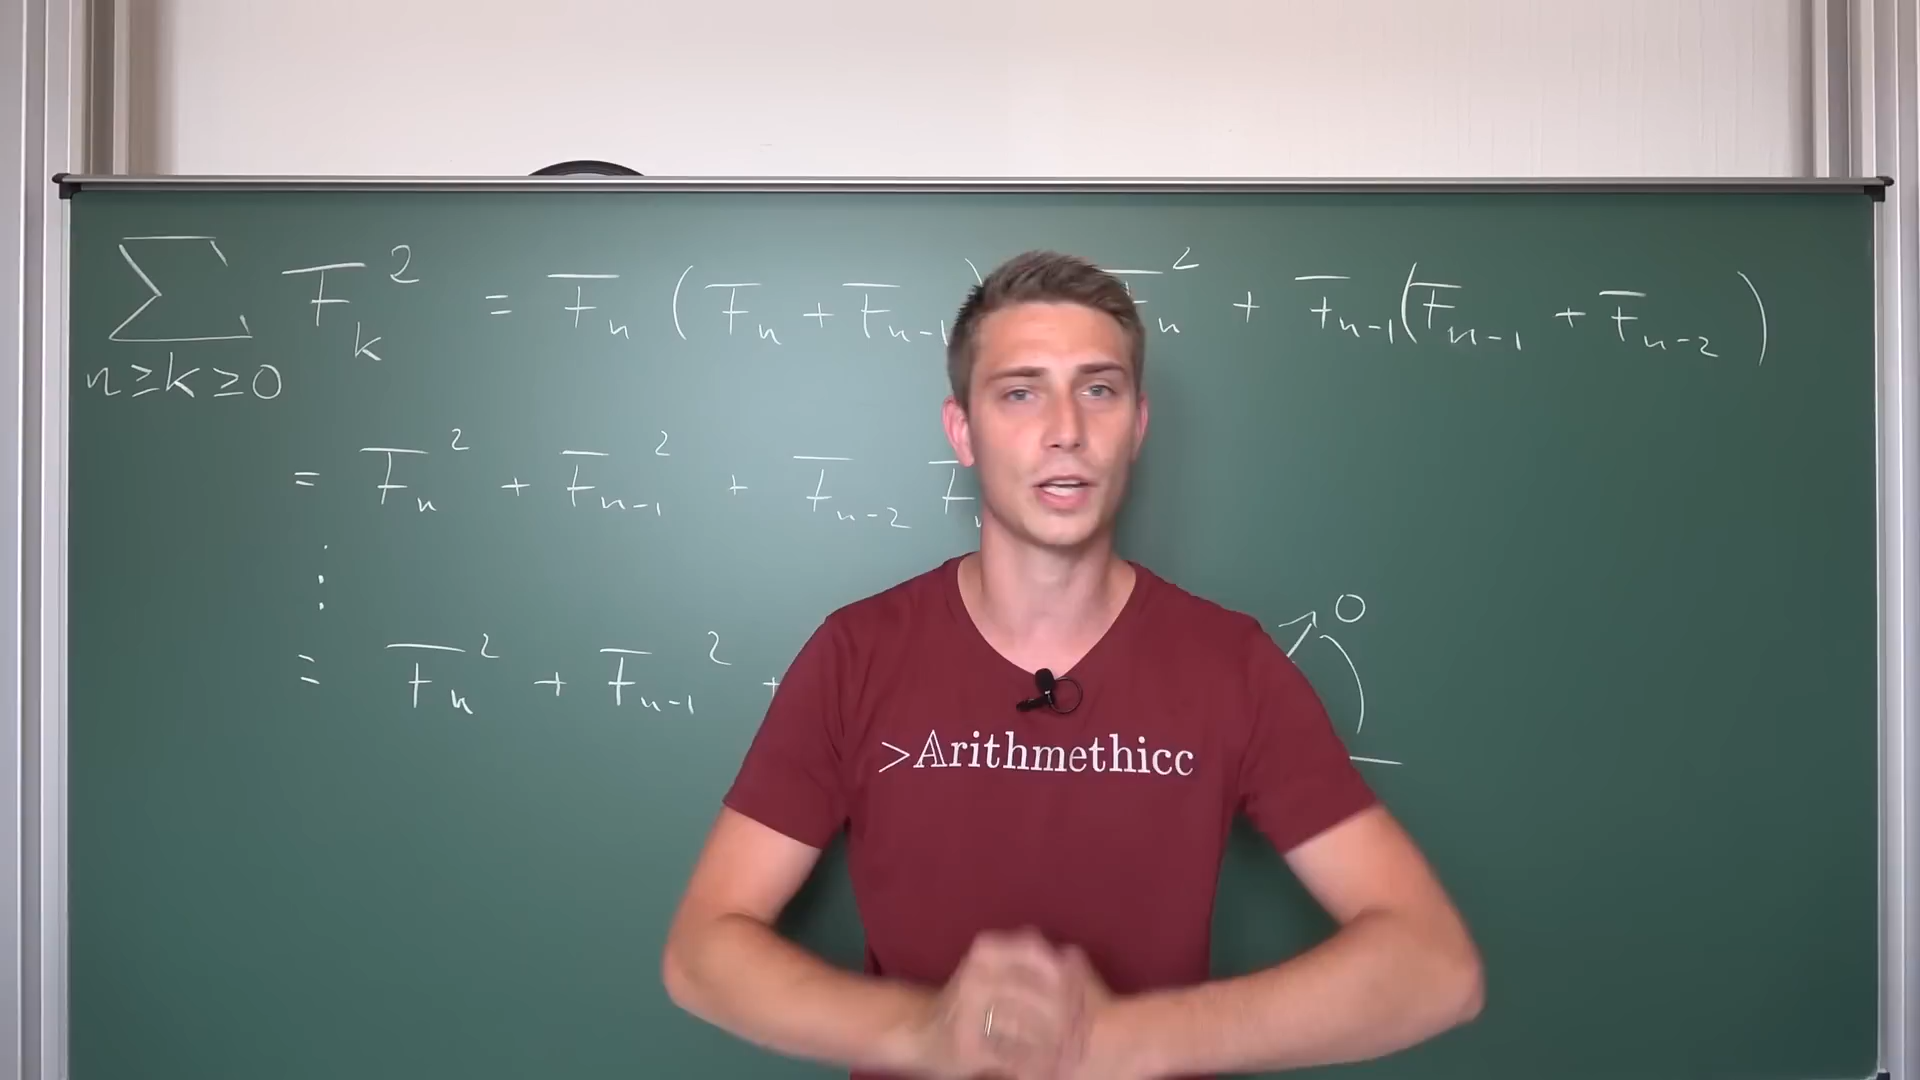 ∑ F_k² = F_n (F_n + F_{n-1}) F_n² + F_{n-1}(F_{n-1} + F_{n-2})
n≥k≥0
= F_n² + F_{n-1}² + F_{n-2} F
⋮
= F_n² + F_{n-1}² +
0
>𝔸rithmethicc